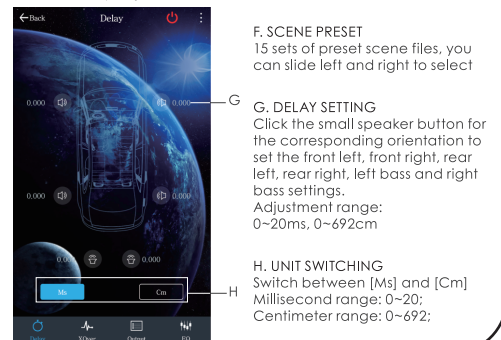 ←Back
Delay
F. SCENE PRESET
15 sets of preset scene files, you
can slide left and right to select
0.000
0.000
G
G. DELAY SETTING
Click the small speaker button for
the corresponding orientation to
set the front left, front right, rear
left, rear right, left bass and right
bass settings.
Adjustment range:
0~20ms, 0~692cm
0.000
0.000
0.000
0.000
H. UNIT SWITCHING
Switch between [Ms] and [Cm]
Millisecond range: 0~20;
Centimeter range: 0~692;
Ms
Cm
H
Delay
XOver
Output
EQ